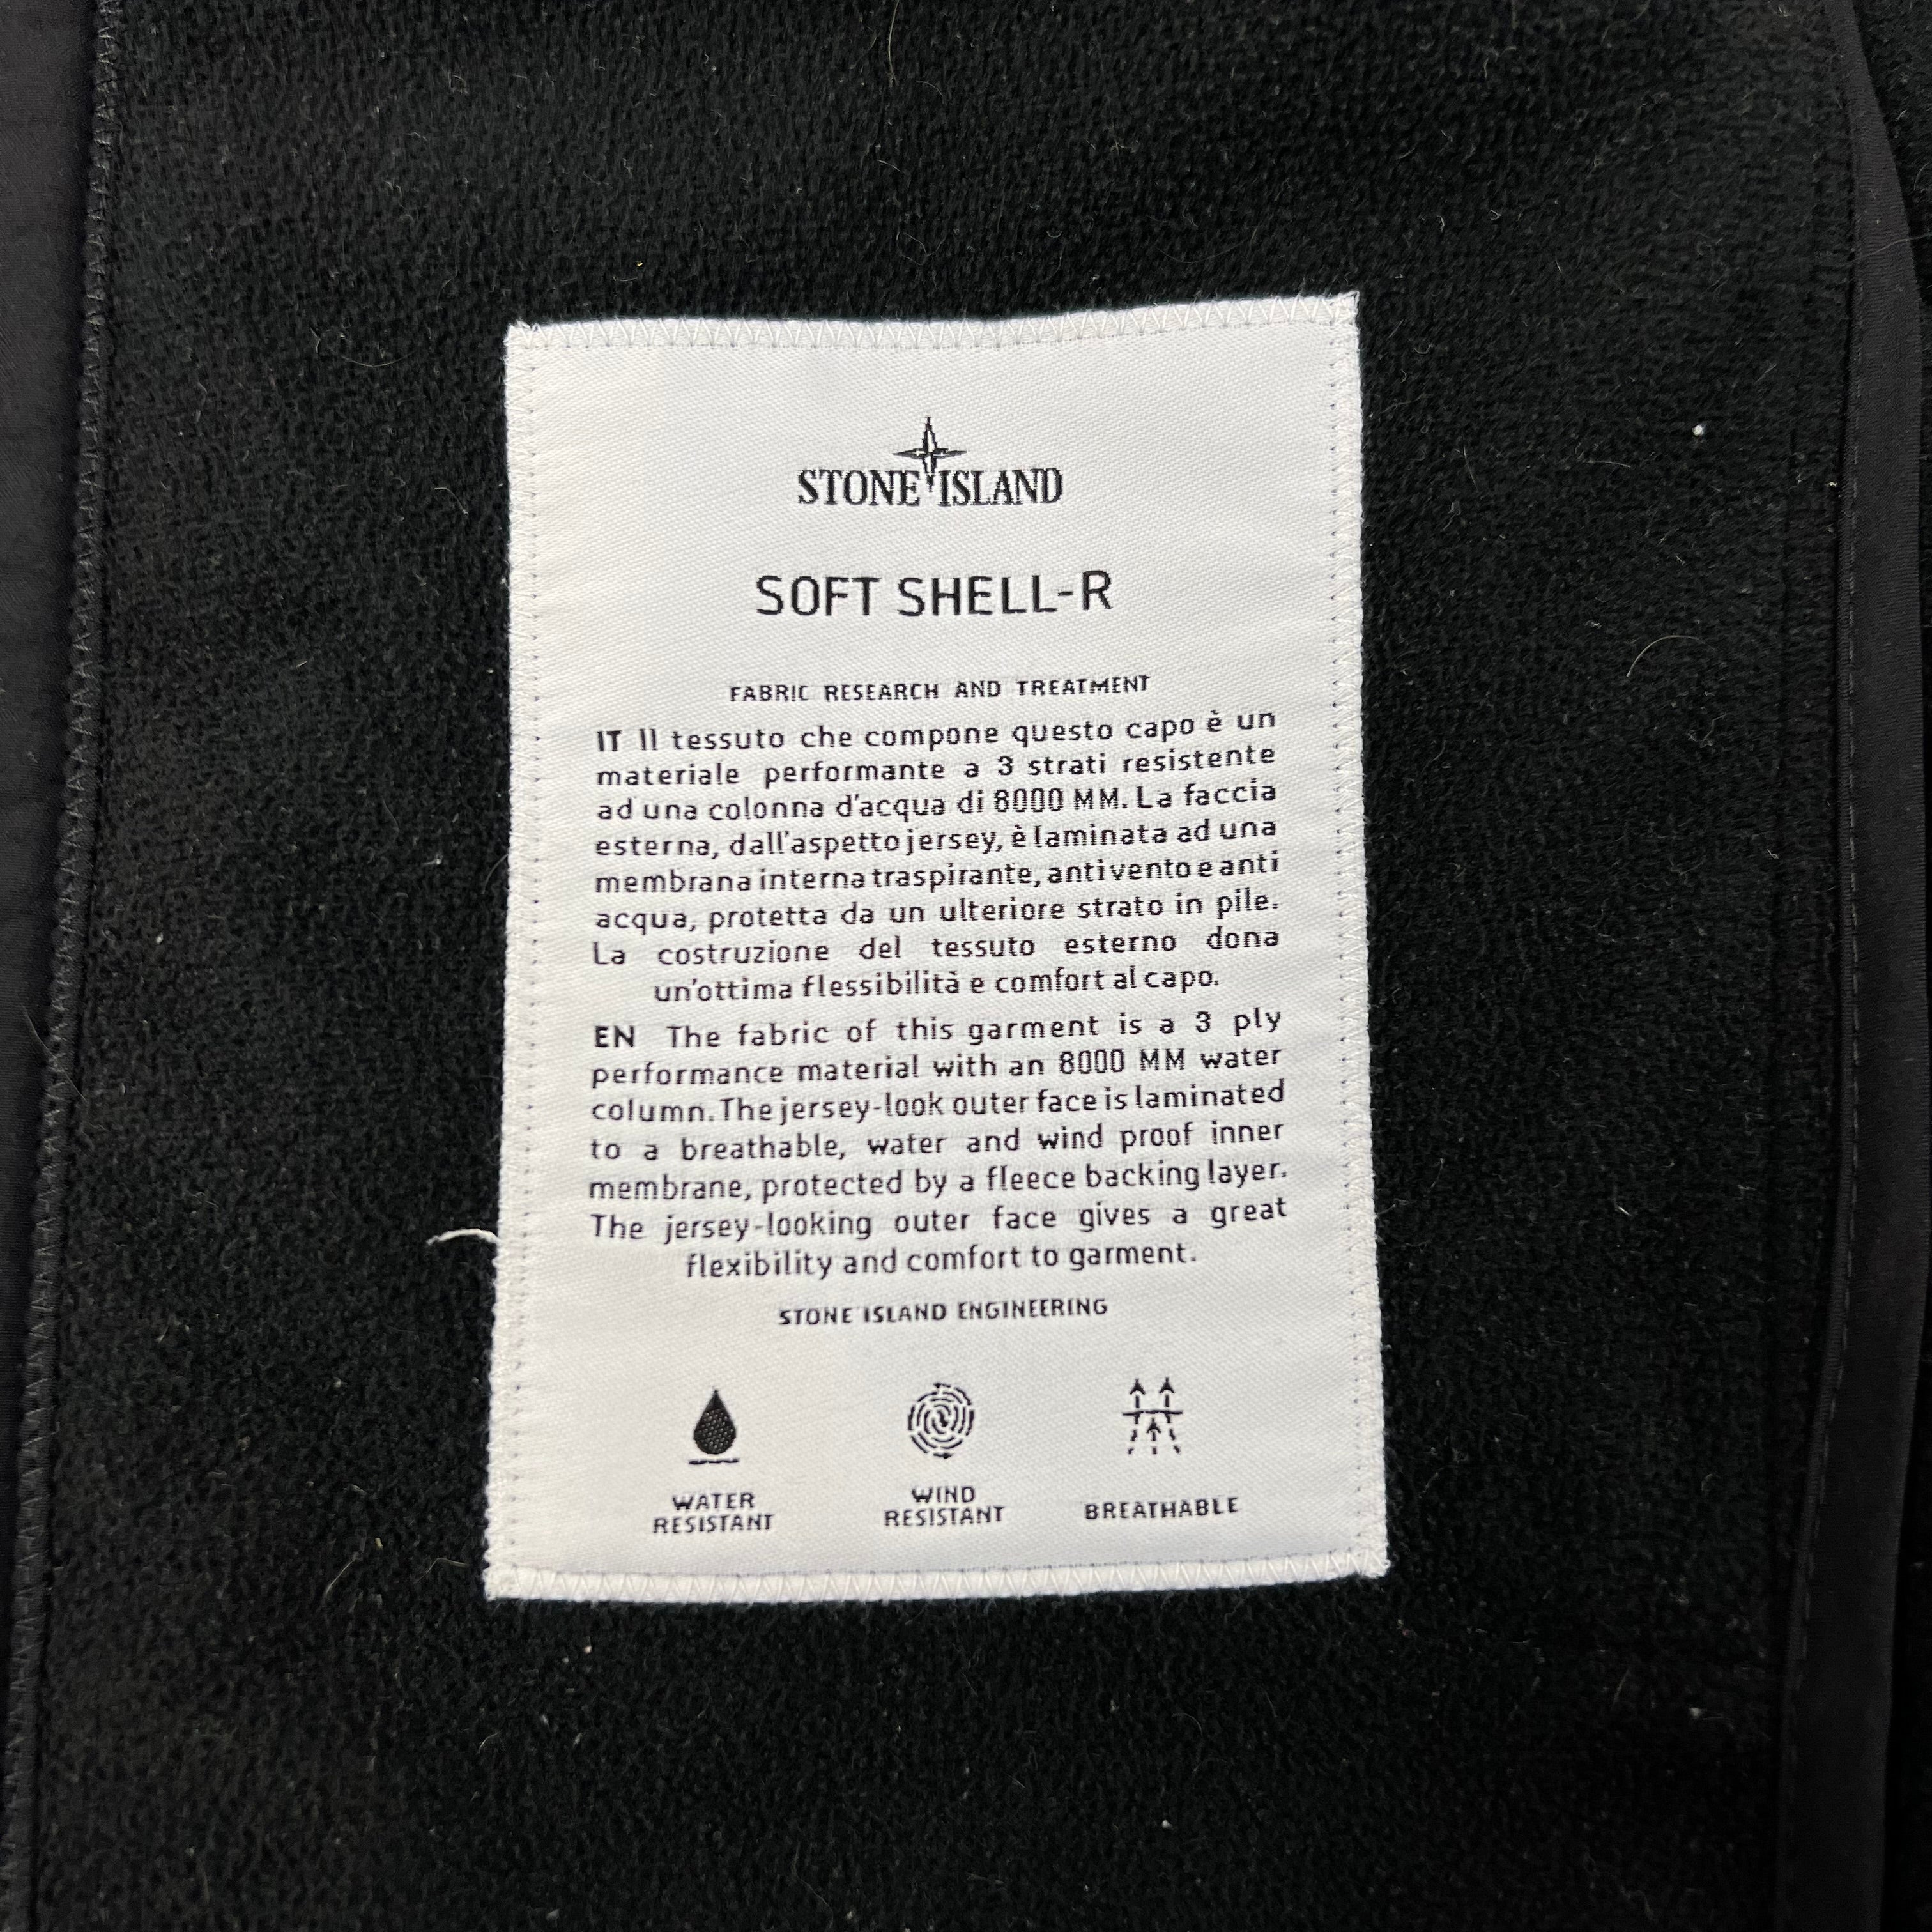 STONE ISLAND
SOFT SHELL-R
FABRIC RESEARCH AND TREATMENT
IT Il tessuto che compone questo capo è un
materiale performante a 3 strati resistente
ad una colonna d'acqua di 8000 MM. La faccia
esterna, dall'aspetto jersey, è laminata ad una
membrana interna traspirante, antivento e anti
acqua, protetta da un ulteriore strato in pile.
La costruzione del tessuto esterno dona
un'ottima flessibilità e comfort al capo.
EN The fabric of this garment is a 3 ply
performance material with an 8000 MM water
column. The jersey-look outer face is laminated
to a breathable, water and wind proof inner
membrane, protected by a fleece backing layer.
The jersey-looking outer face gives a great
flexibility and comfort to garment.
STONE ISLAND ENGINEERING
WATER
RESISTANT
WIND
RESISTANT
BREATHABLE